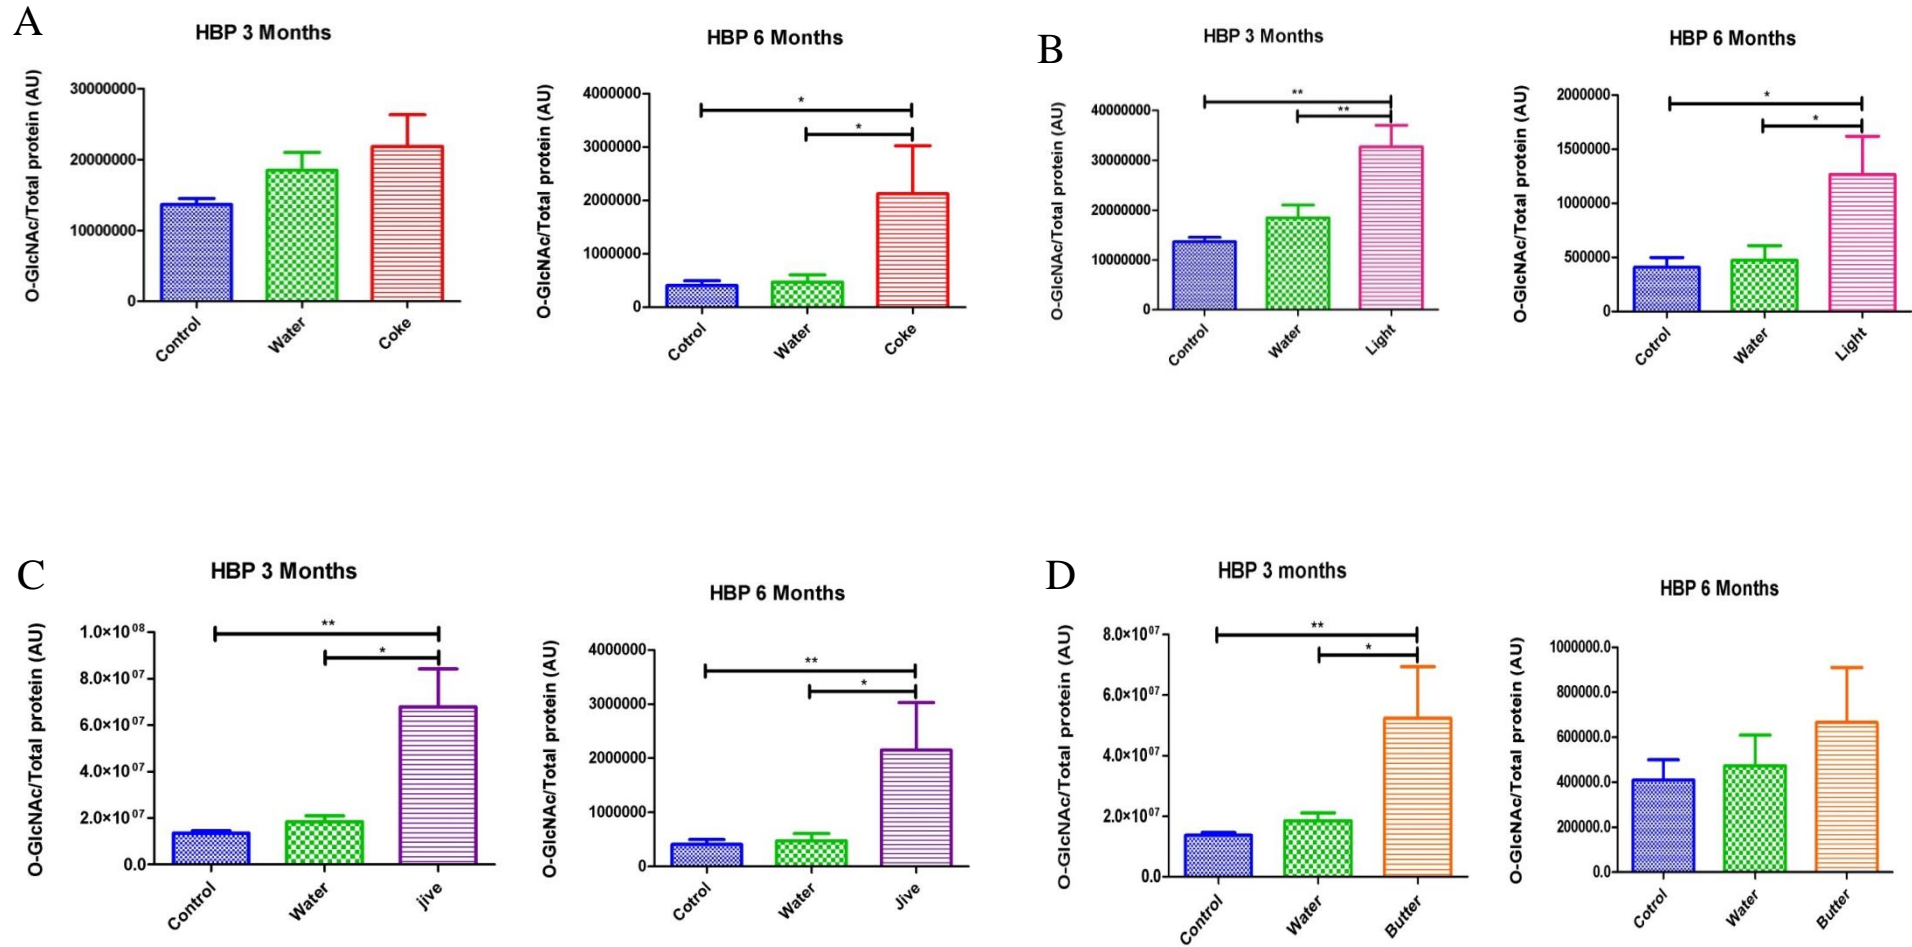 A
HBP 3 Months
O-GlcNAc/Total protein (AU)
30000000
20000000
10000000
0
Control
Water
Coke
HBP 6 Months
O-GlcNAc/Total protein (AU)
4000000
3000000
2000000
1000000
0
*
*
Cotrol
Water
Coke
B
HBP 3 Months
O-GlcNAc/Total protein (AU)
40000000
30000000
20000000
10000000
0
**
**
Control
Water
Light
HBP 6 Months
O-GlcNAc/Total protein (AU)
2000000
1500000
1000000
500000
0
*
*
Cotrol
Water
Light
C
HBP 3 Months
O-GlcNAc/Total protein (AU)
1.0×10⁰⁸
8.0×10⁰⁷
6.0×10⁰⁷
4.0×10⁰⁷
2.0×10⁰⁷
0.0
**
*
Control
Water
jive
HBP 6 Months
O-GlcNAc/Total protein (AU)
4000000
3000000
2000000
1000000
0
**
*
Cotrol
Water
Jive
D
HBP 3 months
O-GlcNAc/Total protein (AU)
8.0×10⁰⁷
6.0×10⁰⁷
4.0×10⁰⁷
2.0×10⁰⁷
0.0
**
*
Control
Water
Butter
HBP 6 Months
O-GlcNAc/Total protein (AU)
1000000.0
800000.0
600000.0
400000.0
200000.0
0.0
Cotrol
Water
Butter